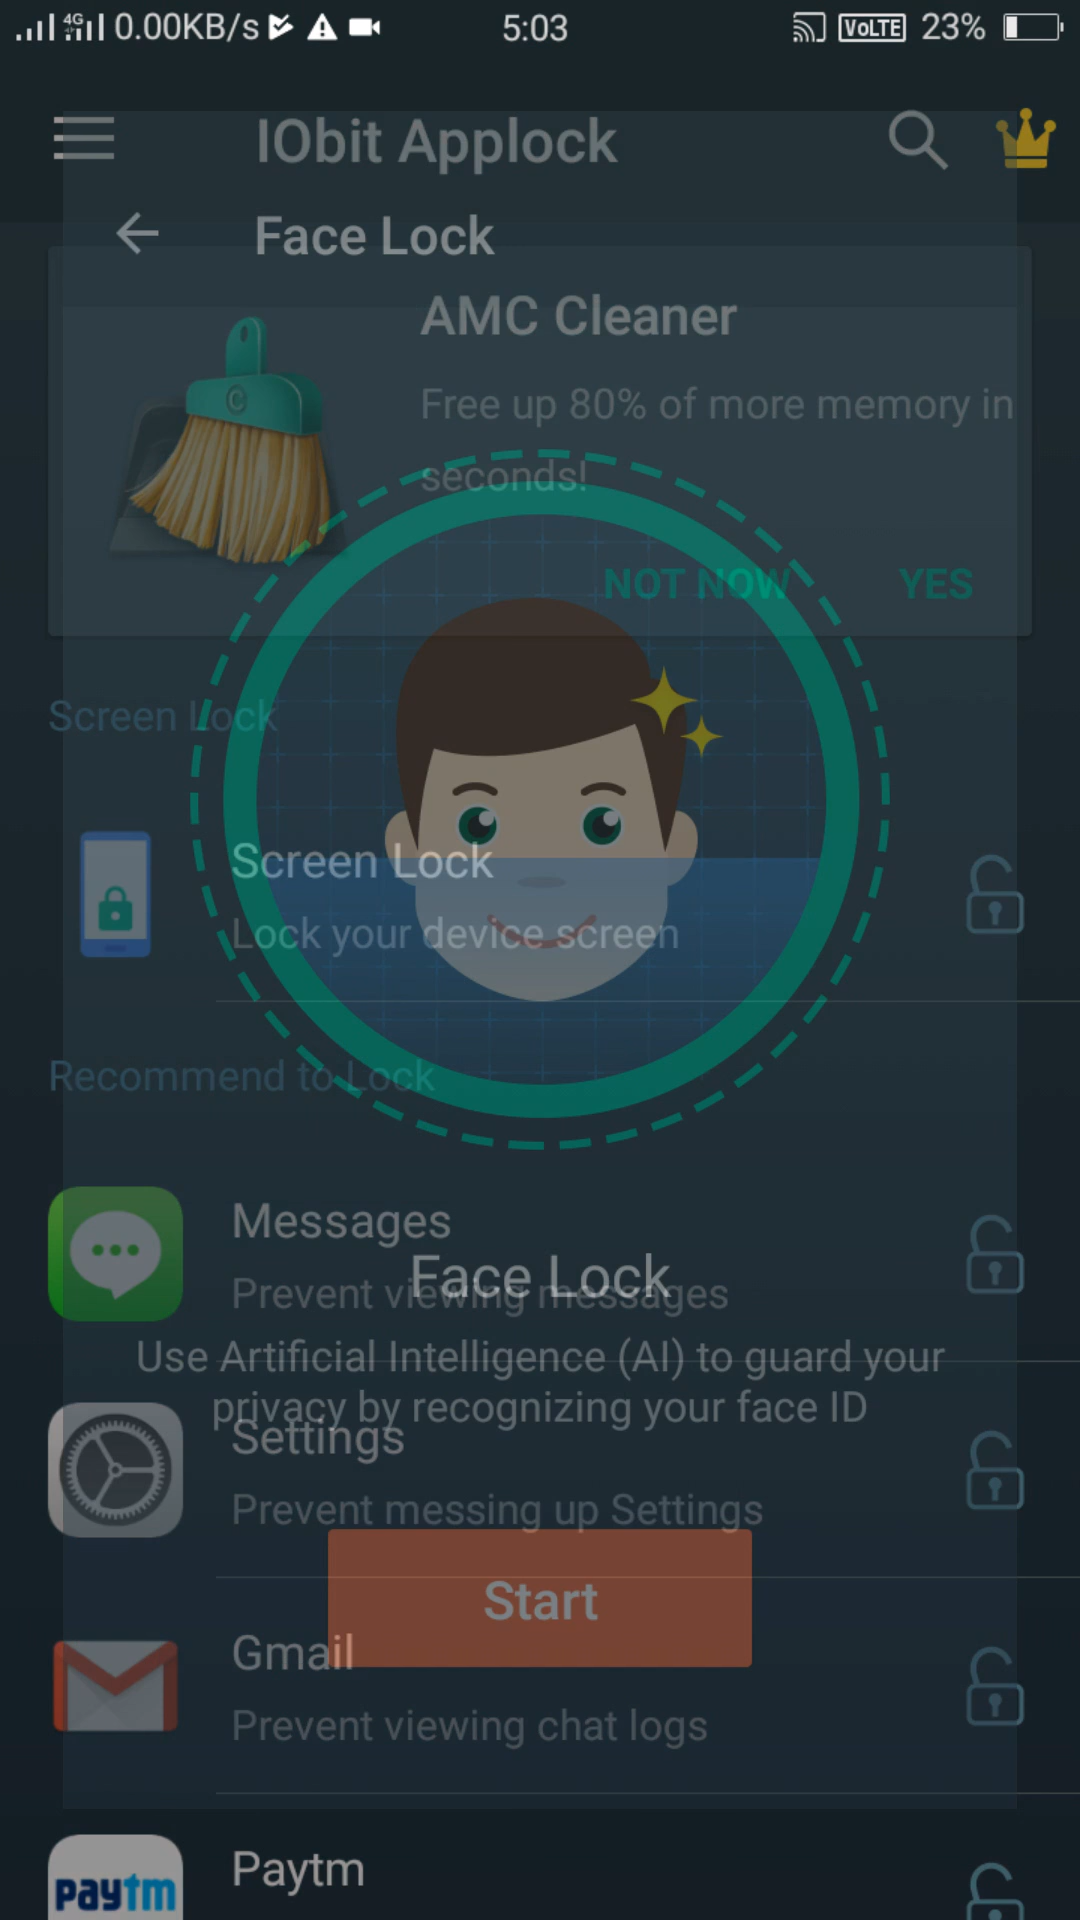 4G 0.00KB/s 5:03 VoLTE 23%
IObit Applock
Face Lock
AMC Cleaner
Free up 80% of more memory in
seconds!
NOT NOW YES
Screen Lock
Screen Lock
Lock your device screen
Recommend to Lock
Messages
Prevent viewing messages
Face Lock
Use Artificial Intelligence (AI) to guard your
privacy by recognizing your face ID
Settings
Prevent messing up Settings
Start
Gmail
Prevent viewing chat logs
Paytm
paytm